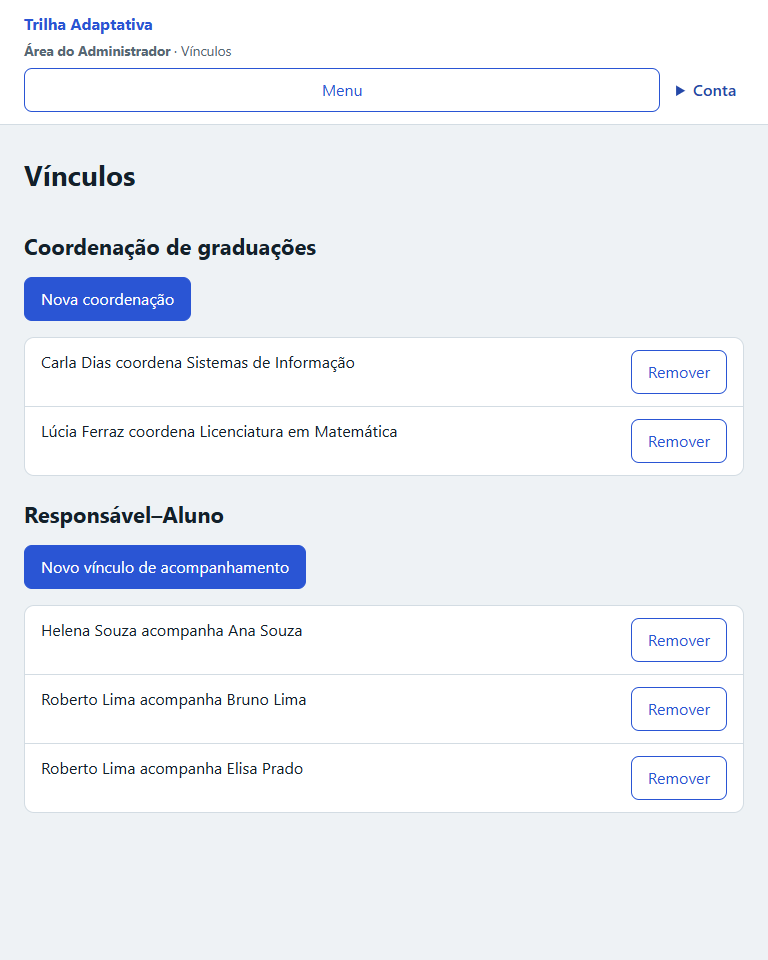 Trilha Adaptativa
Área do Administrador · Vínculos
Menu
▶ Conta
Vínculos
Coordenação de graduações
Nova coordenação
Carla Dias coordena Sistemas de Informação
Remover
Lúcia Ferraz coordena Licenciatura em Matemática
Remover
Responsável–Aluno
Novo vínculo de acompanhamento
Helena Souza acompanha Ana Souza
Remover
Roberto Lima acompanha Bruno Lima
Remover
Roberto Lima acompanha Elisa Prado
Remover